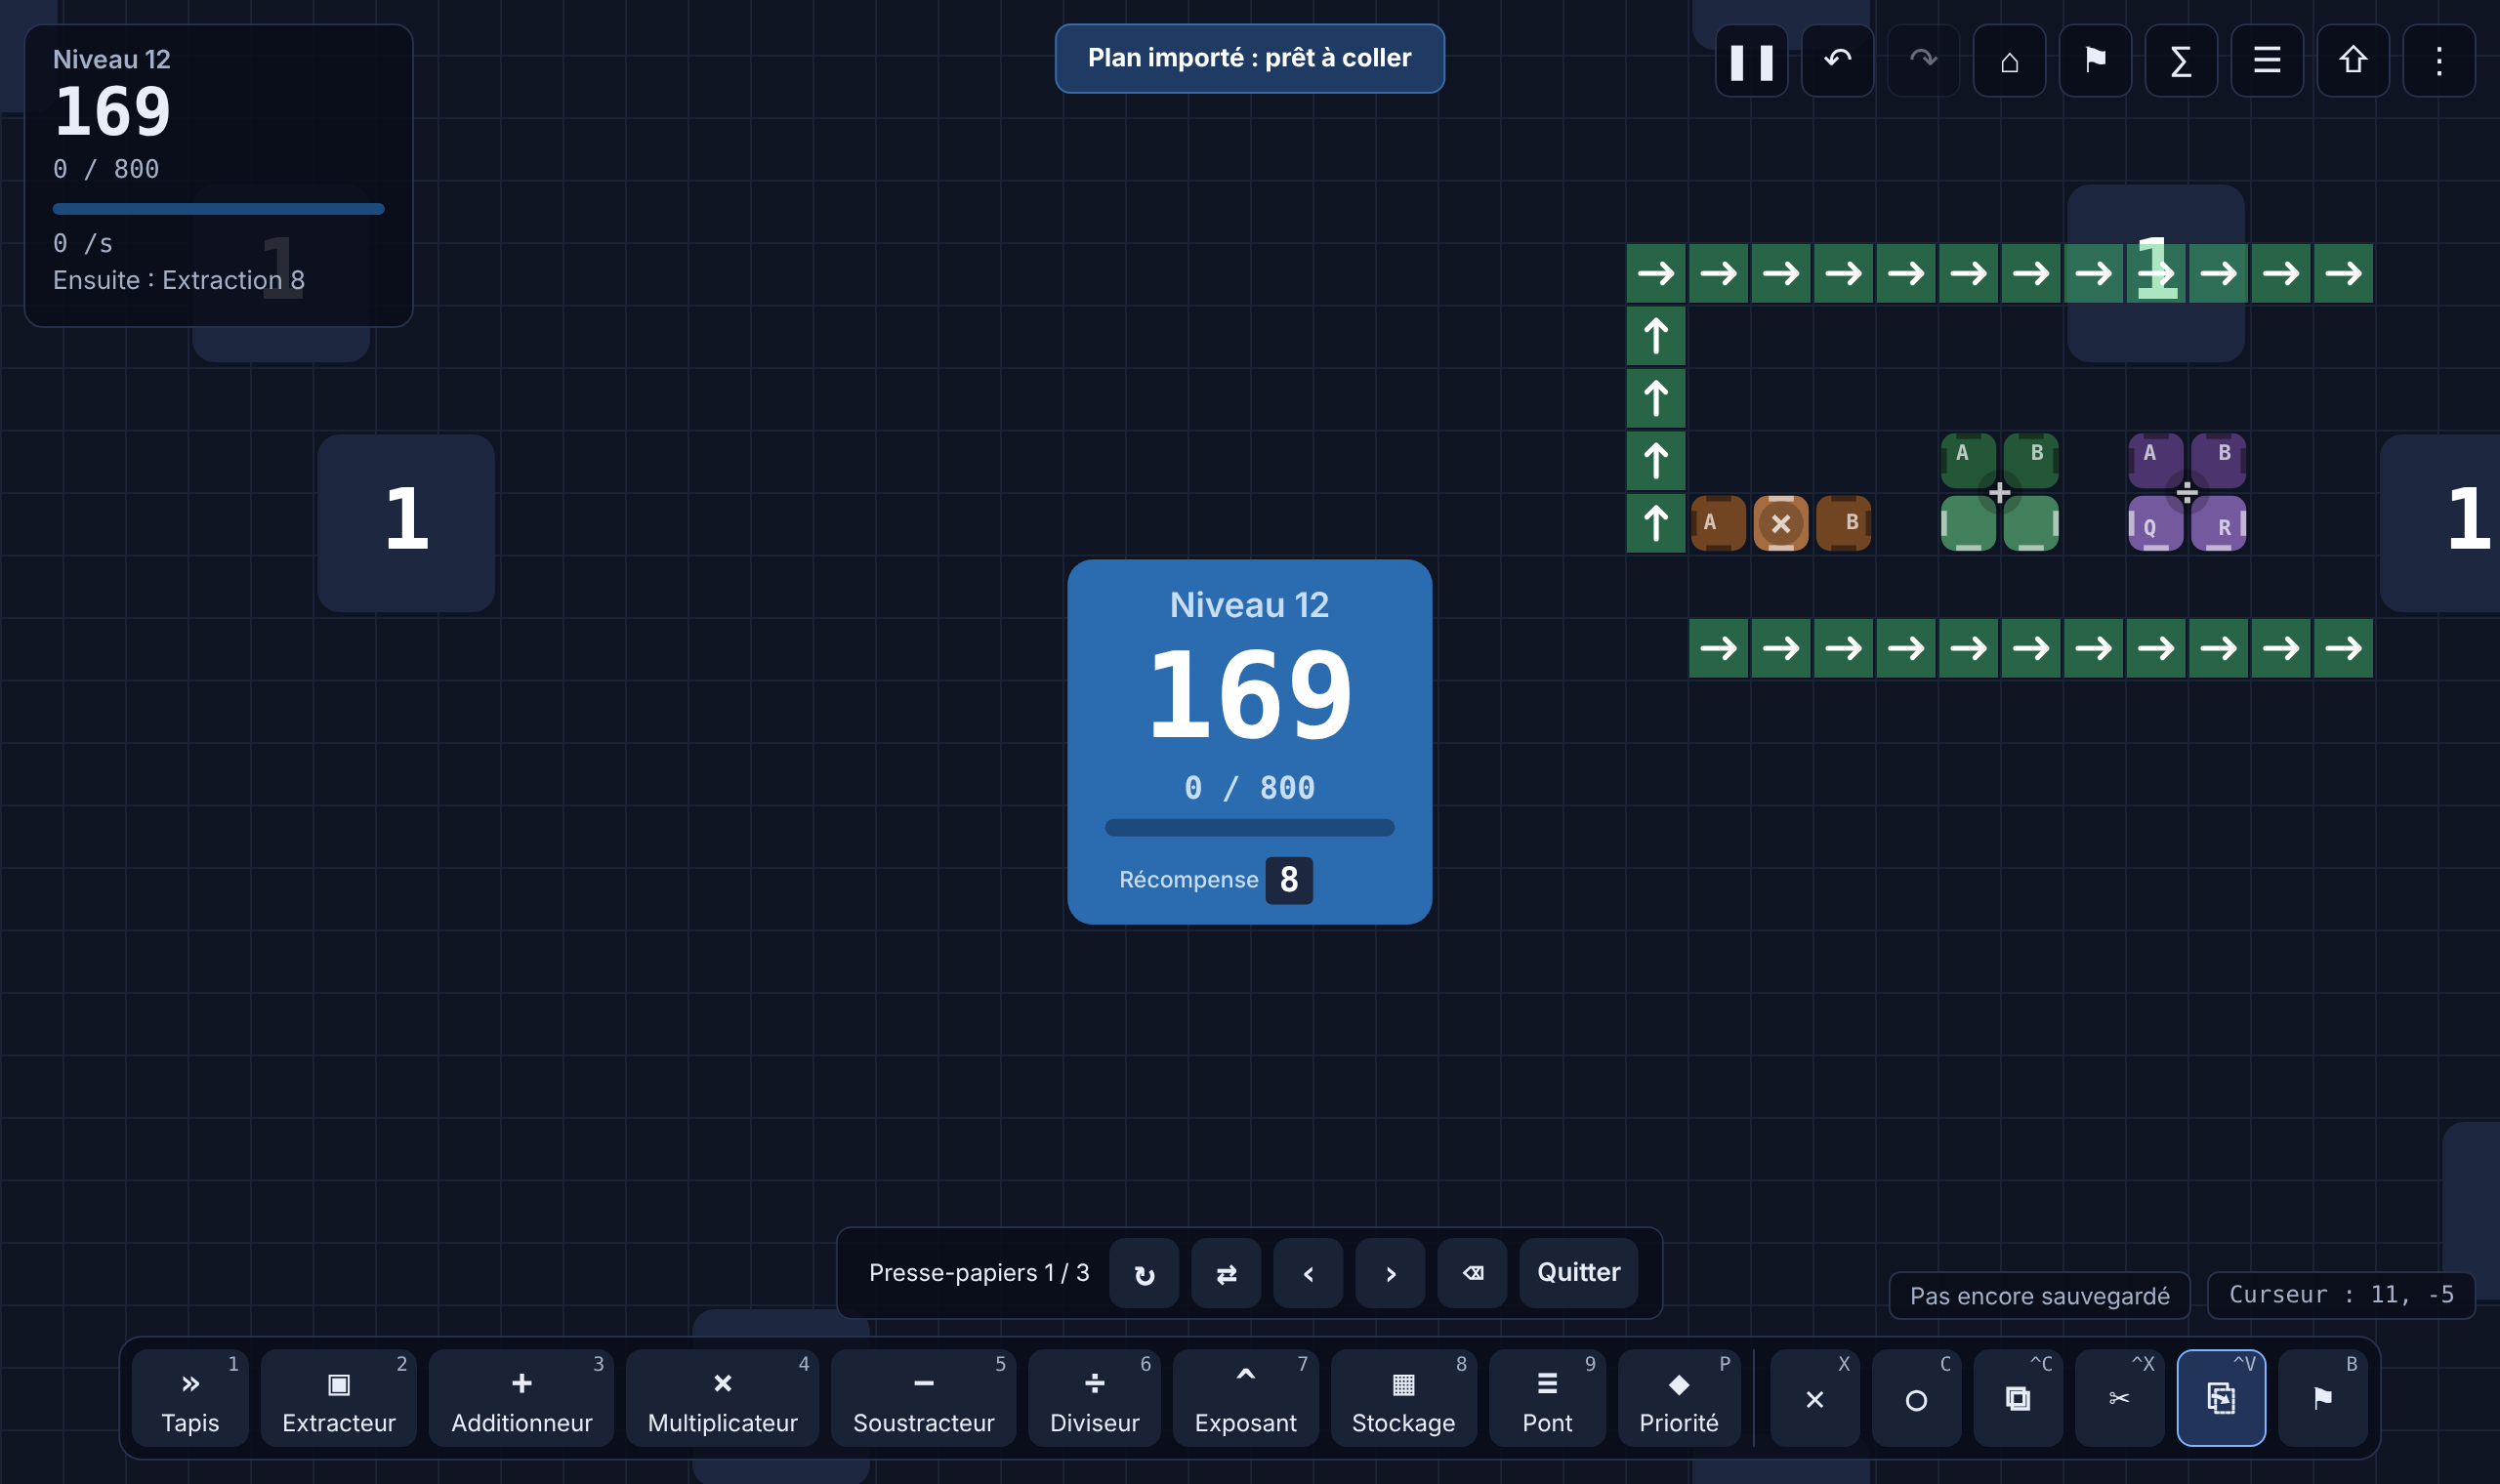 Niveau 12
169
0 / 800
0 /s
Ensuite : Extraction 8
1
Plan importé : prêt à coller
1
A
B
+
A
B
÷
Q
R
A
×
B
1
1
Niveau 12
169
0 / 800
Récompense 8
Presse-papiers 1 / 3
Quitter
Pas encore sauvegardé
Curseur : 11, -5
1
Tapis
2
Extracteur
3
Additionneur
4
Multiplicateur
5
Soustracteur
6
Diviseur
7
Exposant
8
Stockage
9
Pont
P
Priorité
X
C
^C
^X
^V
B